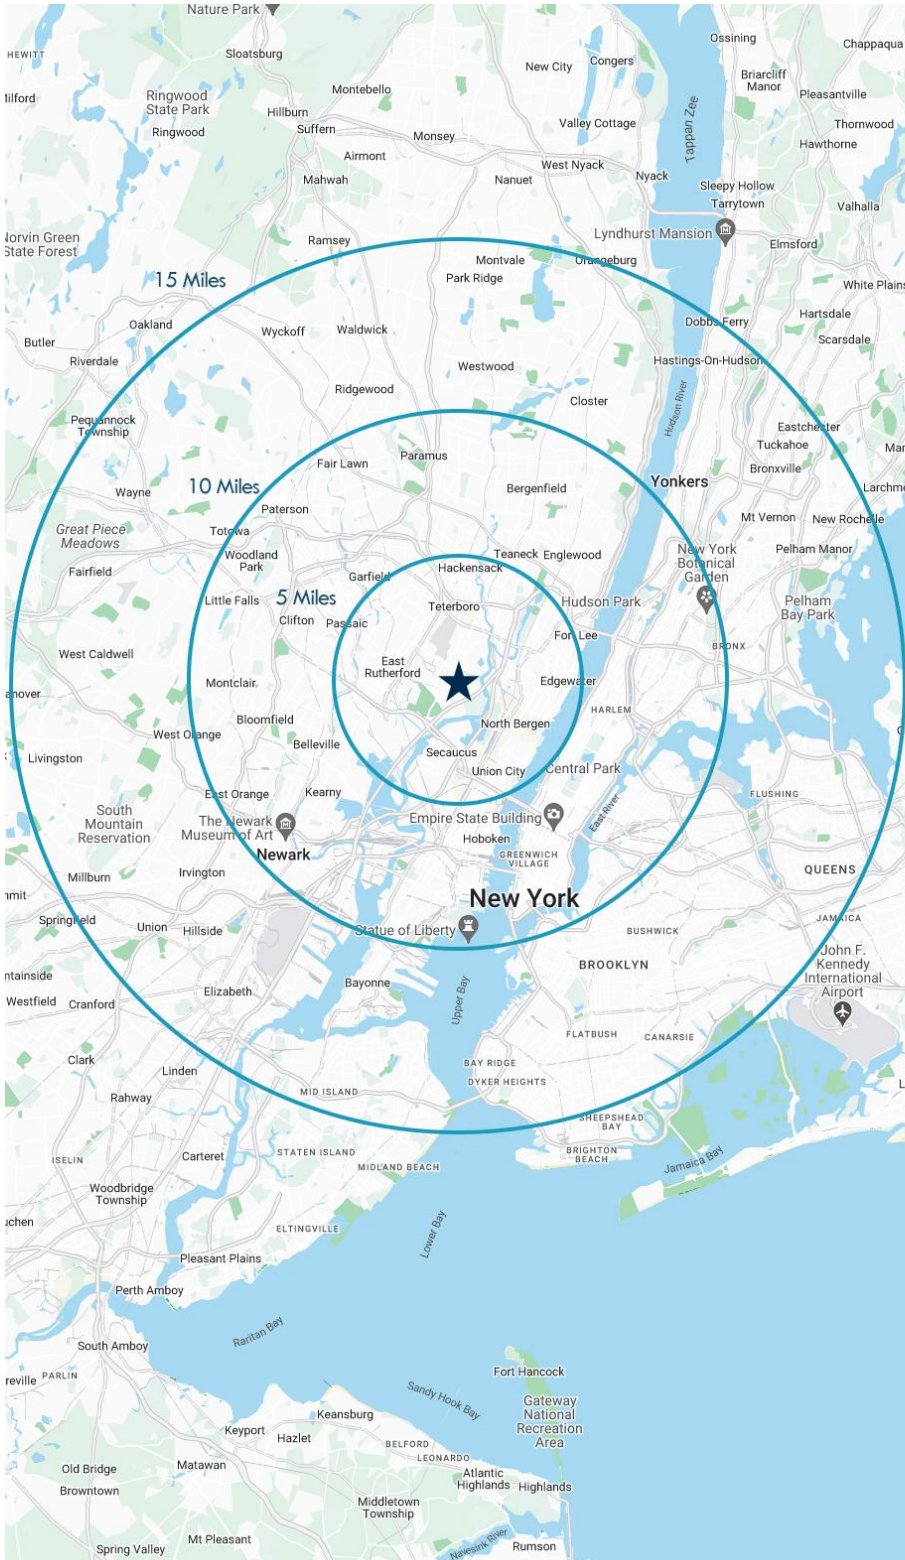 Nature Park
Ossining
HEWITT
Sloatsburg
Chappaqua
New City
Congers
Briarcliff
Manor
Montebello
Pleasantville
Ringwood
State Park
Hillburn
Ringwood
Suffern
Monsey
Valley Cottage
Tappan Zee
Thornwood
Hawthorne
Airmont
West Nyack
Mahwah
Nanuet
Nyack
Sleepy Hollow
Tarrytown
Valhalla
Lyndhurst Mansion
Elmsford
State Forest
Ramsey
Montvale
Orangeburg
15 Miles
Park Ridge
White Plains
Oakland
Wyckoff
Waldwick
Dobbs Ferry
Hartsdale
Butler
Scarsdale
Riverdale
Westwood
Hastings-On-Hudson
Ridgewood
Closter
Hudson River
Pequannock
Township
Eastchester
Tuckahoe
Paramus
Fair Lawn
Bronxville
10 Miles
Bergenfield
Yonkers
Wayne
Paterson
Great Piece
Meadows
Totowa
Mt Vernon
New Rochelle
Woodland
Park
Teaneck
Englewood
New York
Botanical
Garden
Pelham Manor
Fairfield
Garfield
Hackensack
Little Falls
5 Miles
Teterboro
Hudson Park
Pelham
Bay Park
Clifton
Passaic
Fort Lee
West Caldwell
East
Rutherford
BRONX
Montclair
Edgewater
HARLEM
Bloomfield
North Bergen
West Orange
Belleville
Secaucus
Livingston
Union City
Central Park
East Orange
Kearny
FLUSHING
South
Mountain
Reservation
The Newark
Museum of Art
Empire State Building
East River
Newark
Hoboken
GREENWICH
VILLAGE
Millburn
Irvington
QUEENS
New York
Springfield
Union
Hillside
Statue of Liberty
BUSHWICK
JAMAICA
BROOKLYN
John F.
Kennedy
International
Airport
Westfield
Cranford
Elizabeth
Bayonne
Upper Bay
FLATBUSH
CANARSIE
Clark
Linden
BAY RIDGE
DYKER HEIGHTS
Rahway
MID ISLAND
SHEEPSHEAD
BAY
ISELIN
Carteret
STATEN ISLAND
MIDLAND BEACH
BRIGHTON
BEACH
Jamaica Bay
Woodbridge
Township
ELTINGVILLE
Lower Bay
Pleasant Plains
Perth Amboy
Raritan Bay
South Amboy
PARLIN
Fort Hancock
Sandy Hook Bay
Gateway
National
Recreation
Area
Keansburg
Keyport
Hazlet
BELFORD
LEONARDO
Old Bridge
Matawan
Atlantic
Highlands
Highlands
Browntown
Middletown
Township
Mt Pleasant
Navesink River
Spring Valley
Rumson